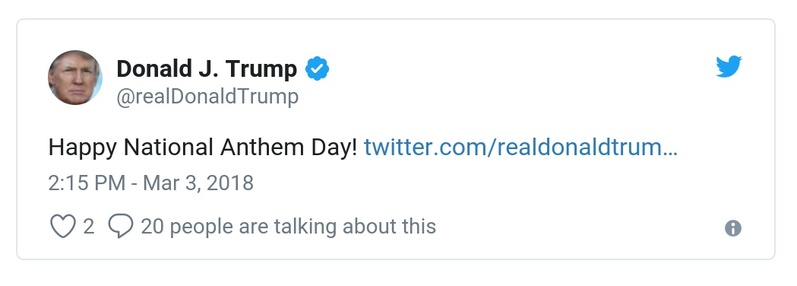 Donald J. Trump
@realDonaldTrump
Happy National Anthem Day! twitter.com/realdonaldtrum…
2:15 PM - Mar 3, 2018
2 20 people are talking about this